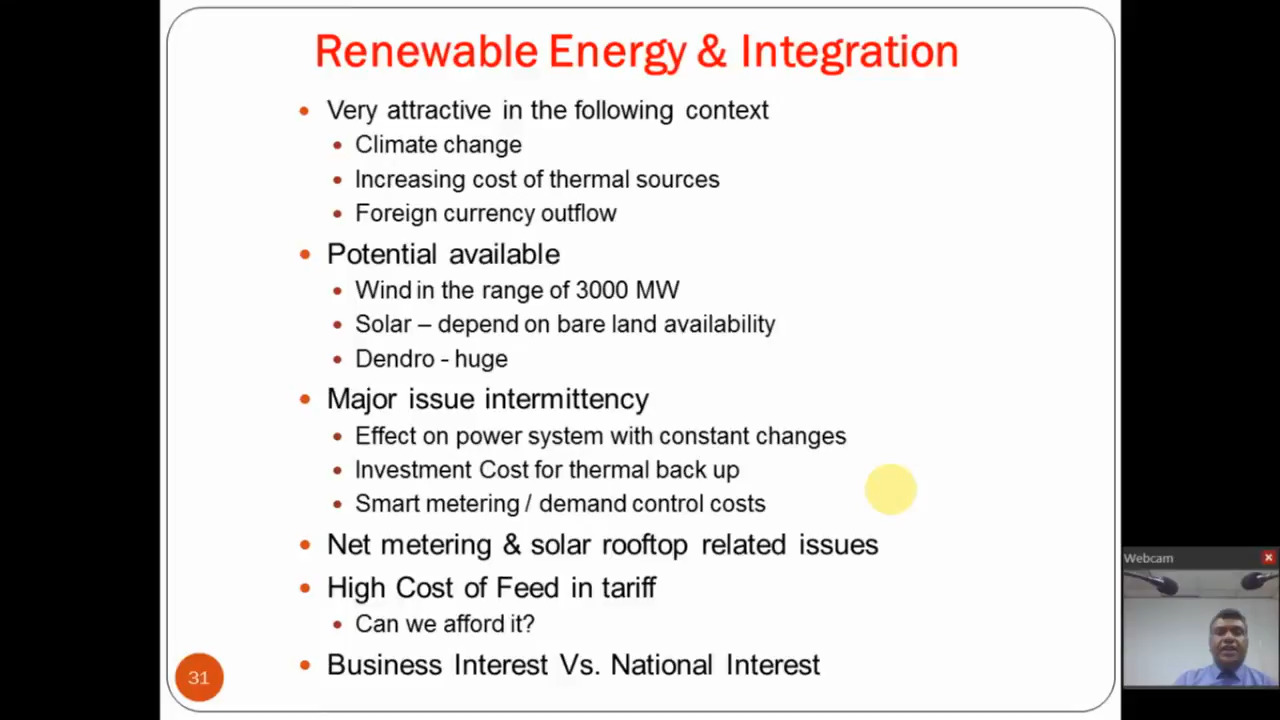 Renewable Energy & Integration
• Very attractive in the following context
• Climate change
• Increasing cost of thermal sources
• Foreign currency outflow
• Potential available
• Wind in the range of 3000 MW
• Solar – depend on bare land availability
• Dendro - huge
• Major issue intermittency
• Effect on power system with constant changes
• Investment Cost for thermal back up
• Smart metering / demand control costs
• Net metering & solar rooftop related issues
• High Cost of Feed in tariff
• Can we afford it?
• Business Interest Vs. National Interest
31
Webcam